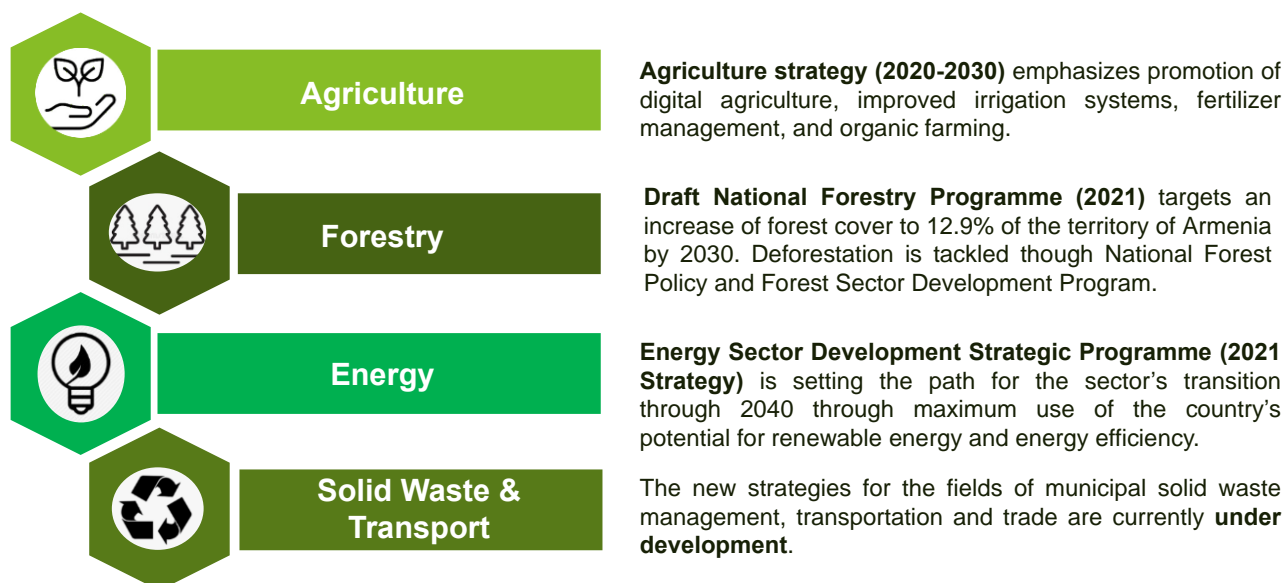 Agriculture
Agriculture strategy (2020-2030) emphasizes promotion of
digital agriculture, improved irrigation systems, fertilizer
management, and organic farming.
Forestry
Draft National Forestry Programme (2021) targets an
increase of forest cover to 12.9% of the territory of Armenia
by 2030. Deforestation is tackled though National Forest
Policy and Forest Sector Development Program.
Energy
Energy Sector Development Strategic Programme (2021
Strategy) is setting the path for the sector's transition
through 2040 through maximum use of the country's
potential for renewable energy and energy efficiency.
Solid Waste &
Transport
The new strategies for the fields of municipal solid waste
management, transportation and trade are currently under
development.